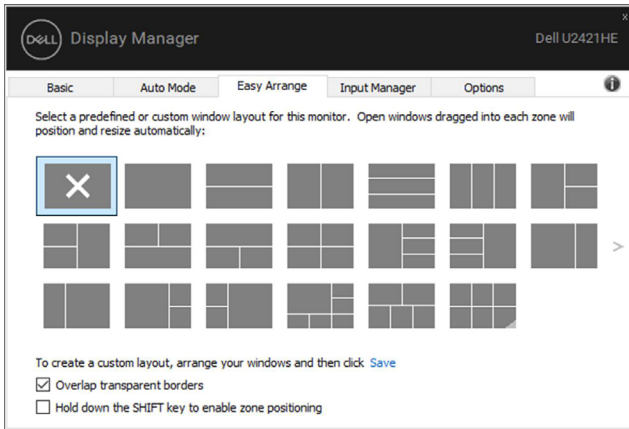 x
DELL Display Manager
Dell U2421HE
Basic Auto Mode Easy Arrange Input Manager Options
Select a predefined or custom window layout for this monitor. Open windows dragged into each zone will
position and resize automatically:
To create a custom layout, arrange your windows and then click Save
Overlap transparent borders
Hold down the SHIFT key to enable zone positioning